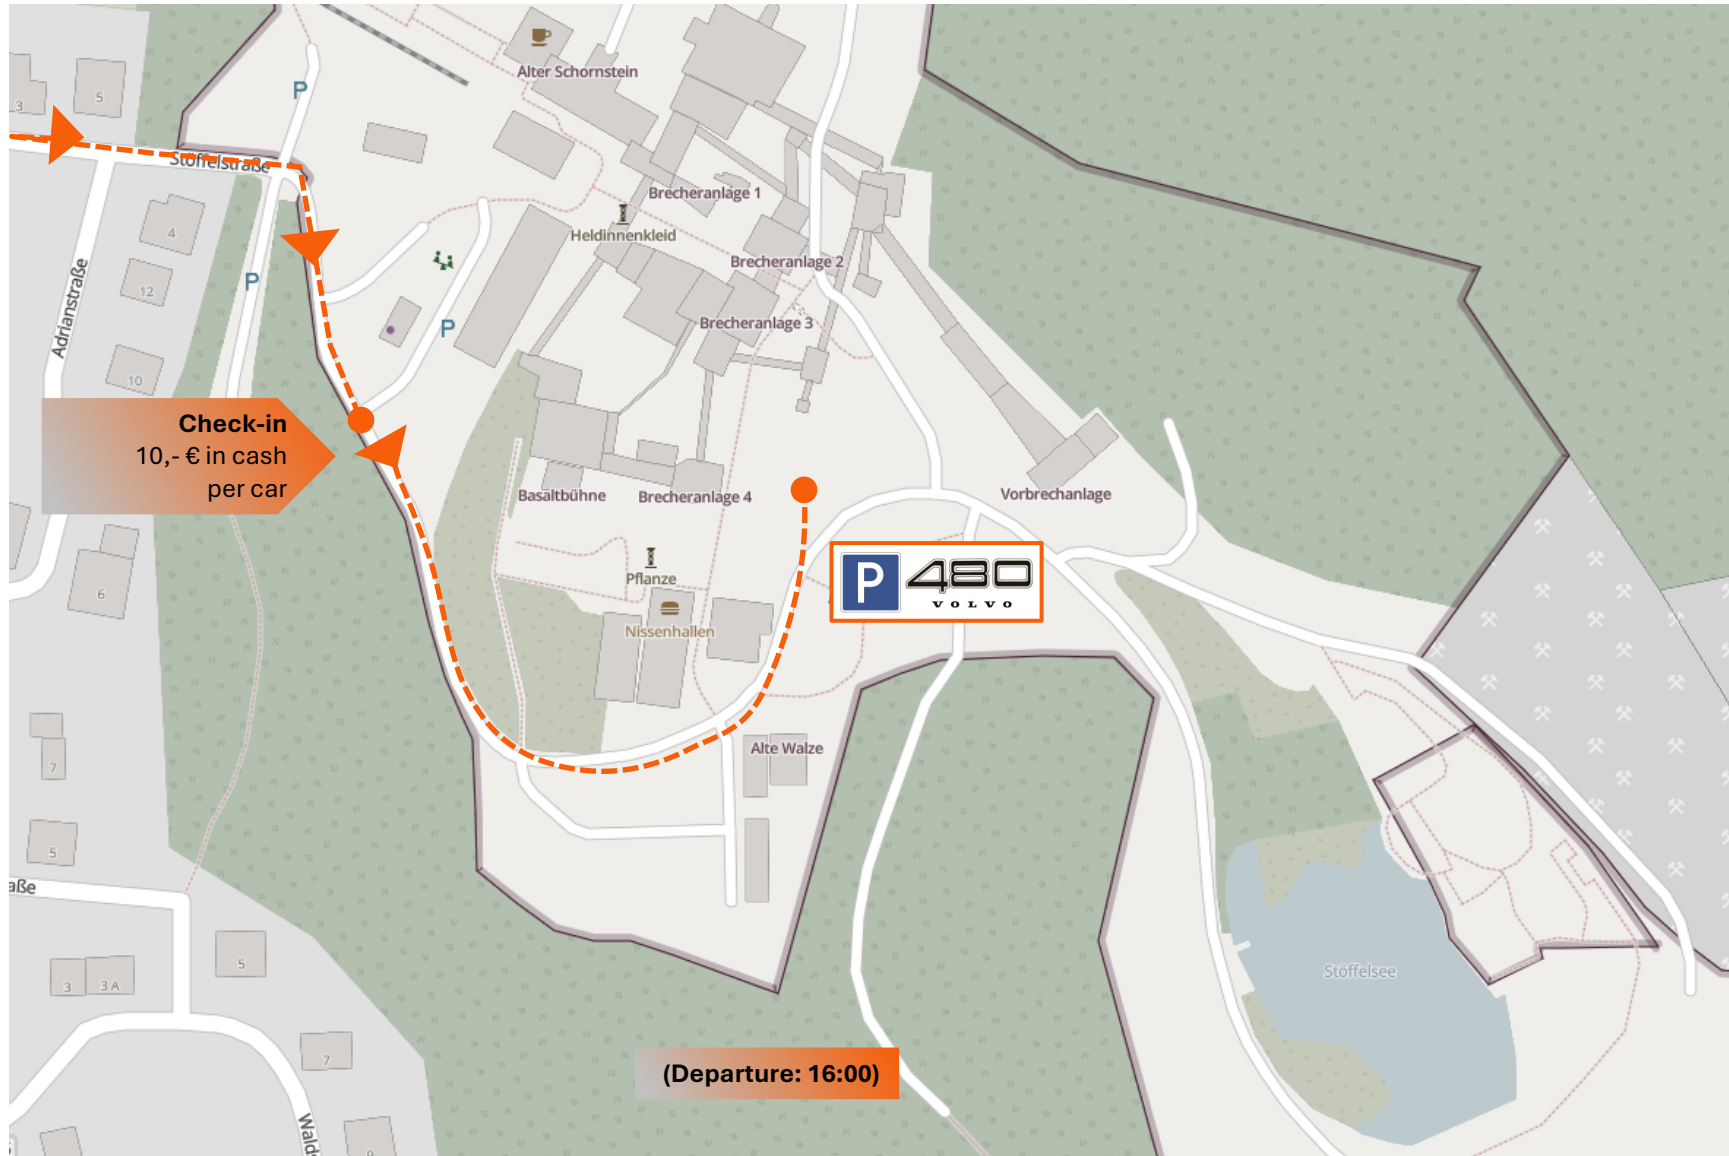 Alter Schornstein
P
5
3
Stöffelstraße
Brecheranlage 1
4
Heldinnenkleid
Brecheranlage 2
P
12
Adrianstraße
P
Brecheranlage 3
10
Check-in
10,- € in cash
per car
Basaltbühne
Brecheranlage 4
Vorbrechanlage
P 480
VOLVO
Pflanze
6
Nissenhallen
Alte Walze
7
5
aße
5
3
3 A
Stöffelsee
7
(Departure: 16:00)
Walds
9